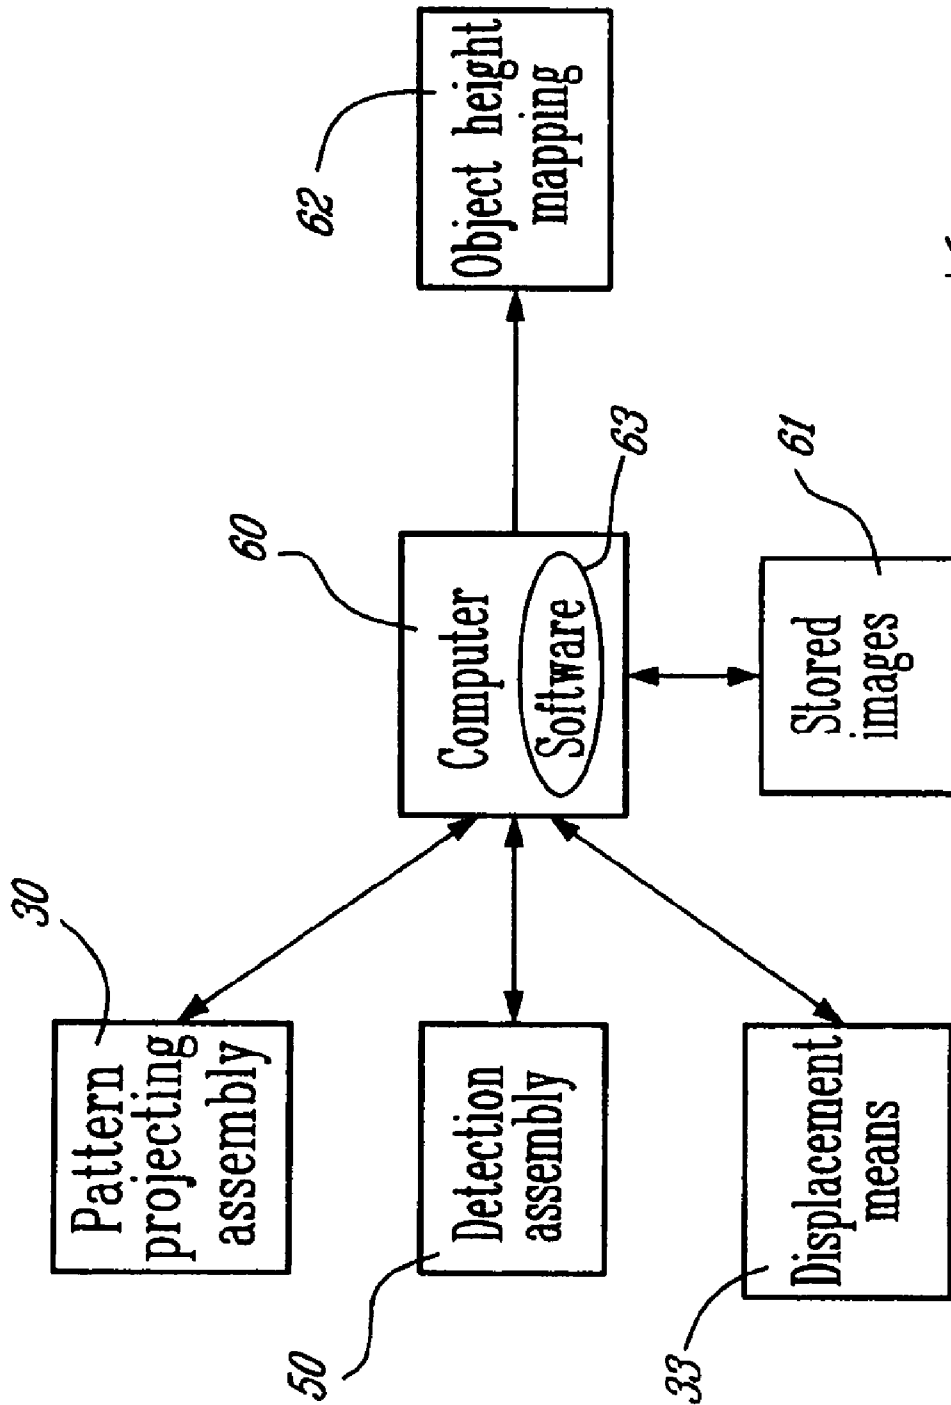 30
Pattern
projecting
assembly
50
Detection
assembly
33
Displacement
means
60
Computer
Software
63
61
Stored
images
62
Object height
mapping